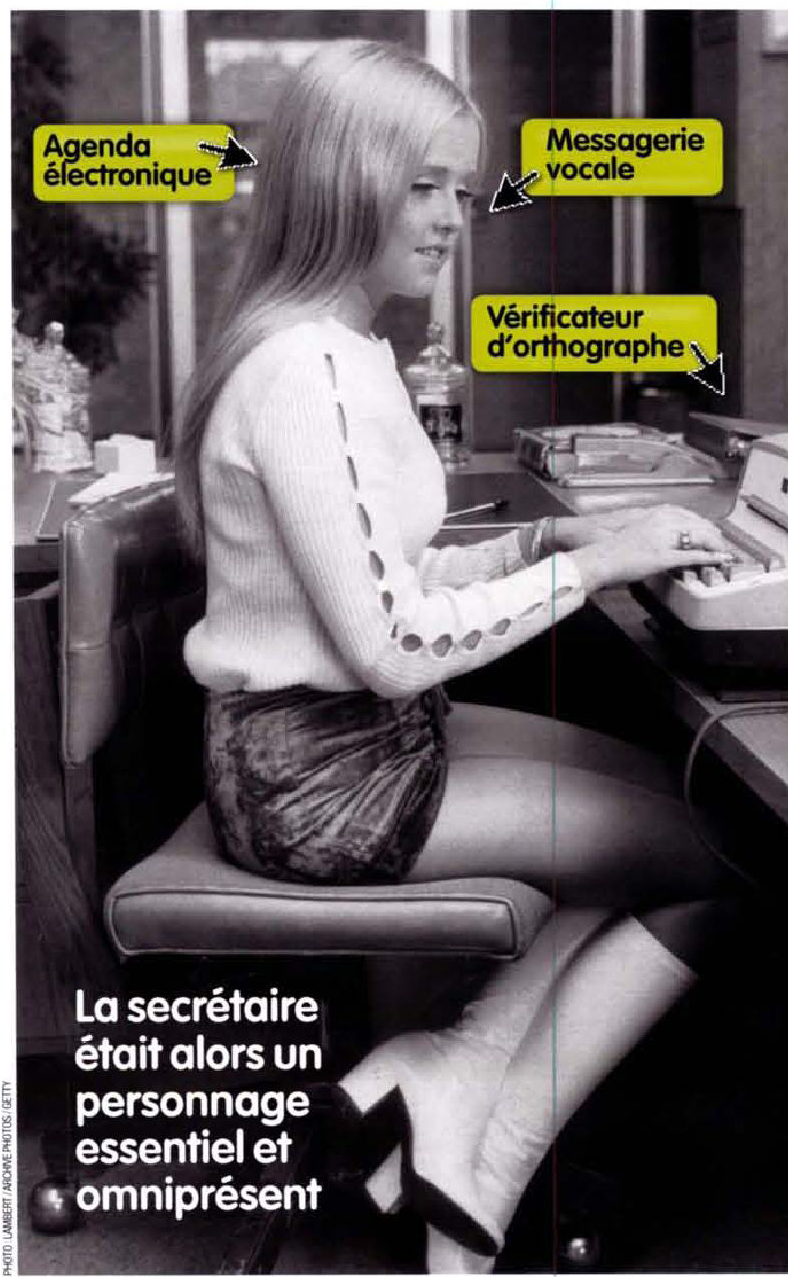 Agenda
électronique
Messagerie
vocale
Vérificateur
d'orthographe
La secrétaire
était alors un
personnage
essentiel et
omniprésent
PHOTO : LAMBERT / ARCHIVE PHOTOS / GETTY